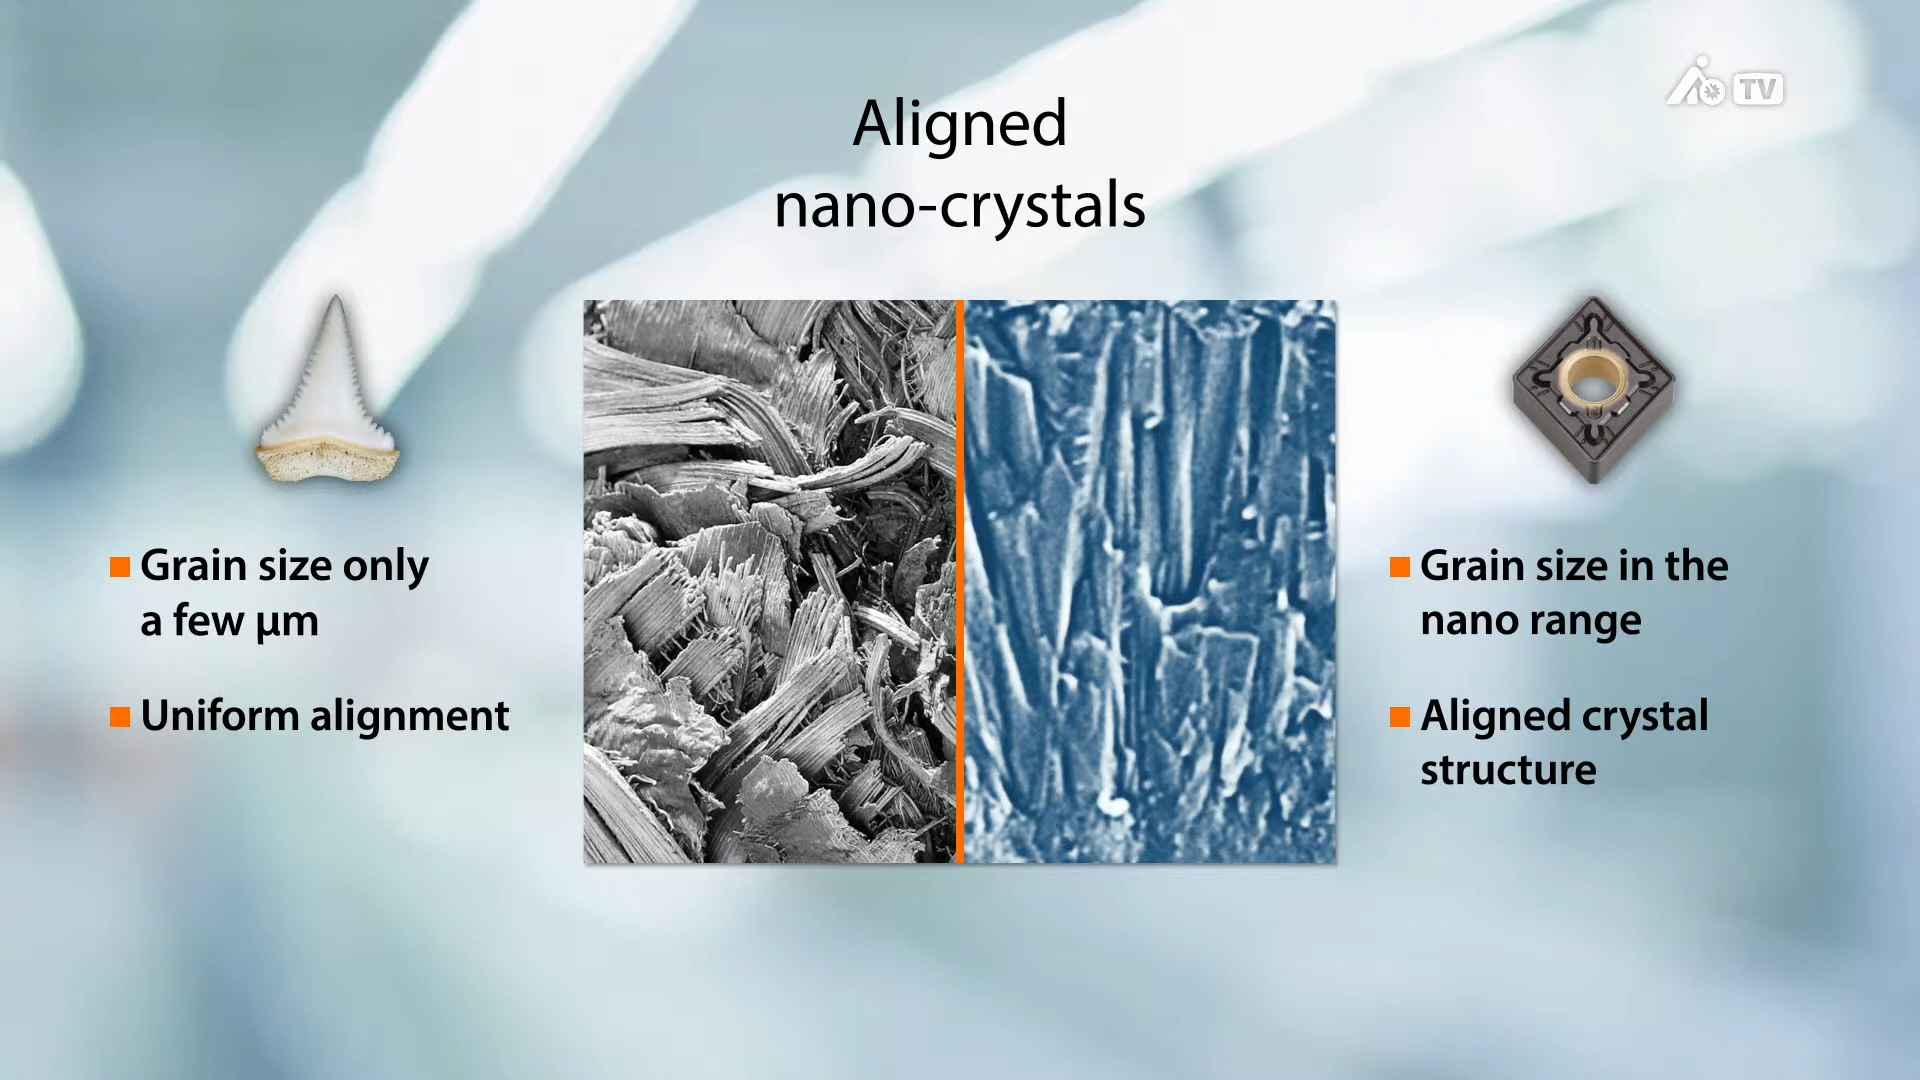 TV
Aligned
nano-crystals
Grain size only
a few µm
Uniform alignment
Grain size in the
nano range
Aligned crystal
structure